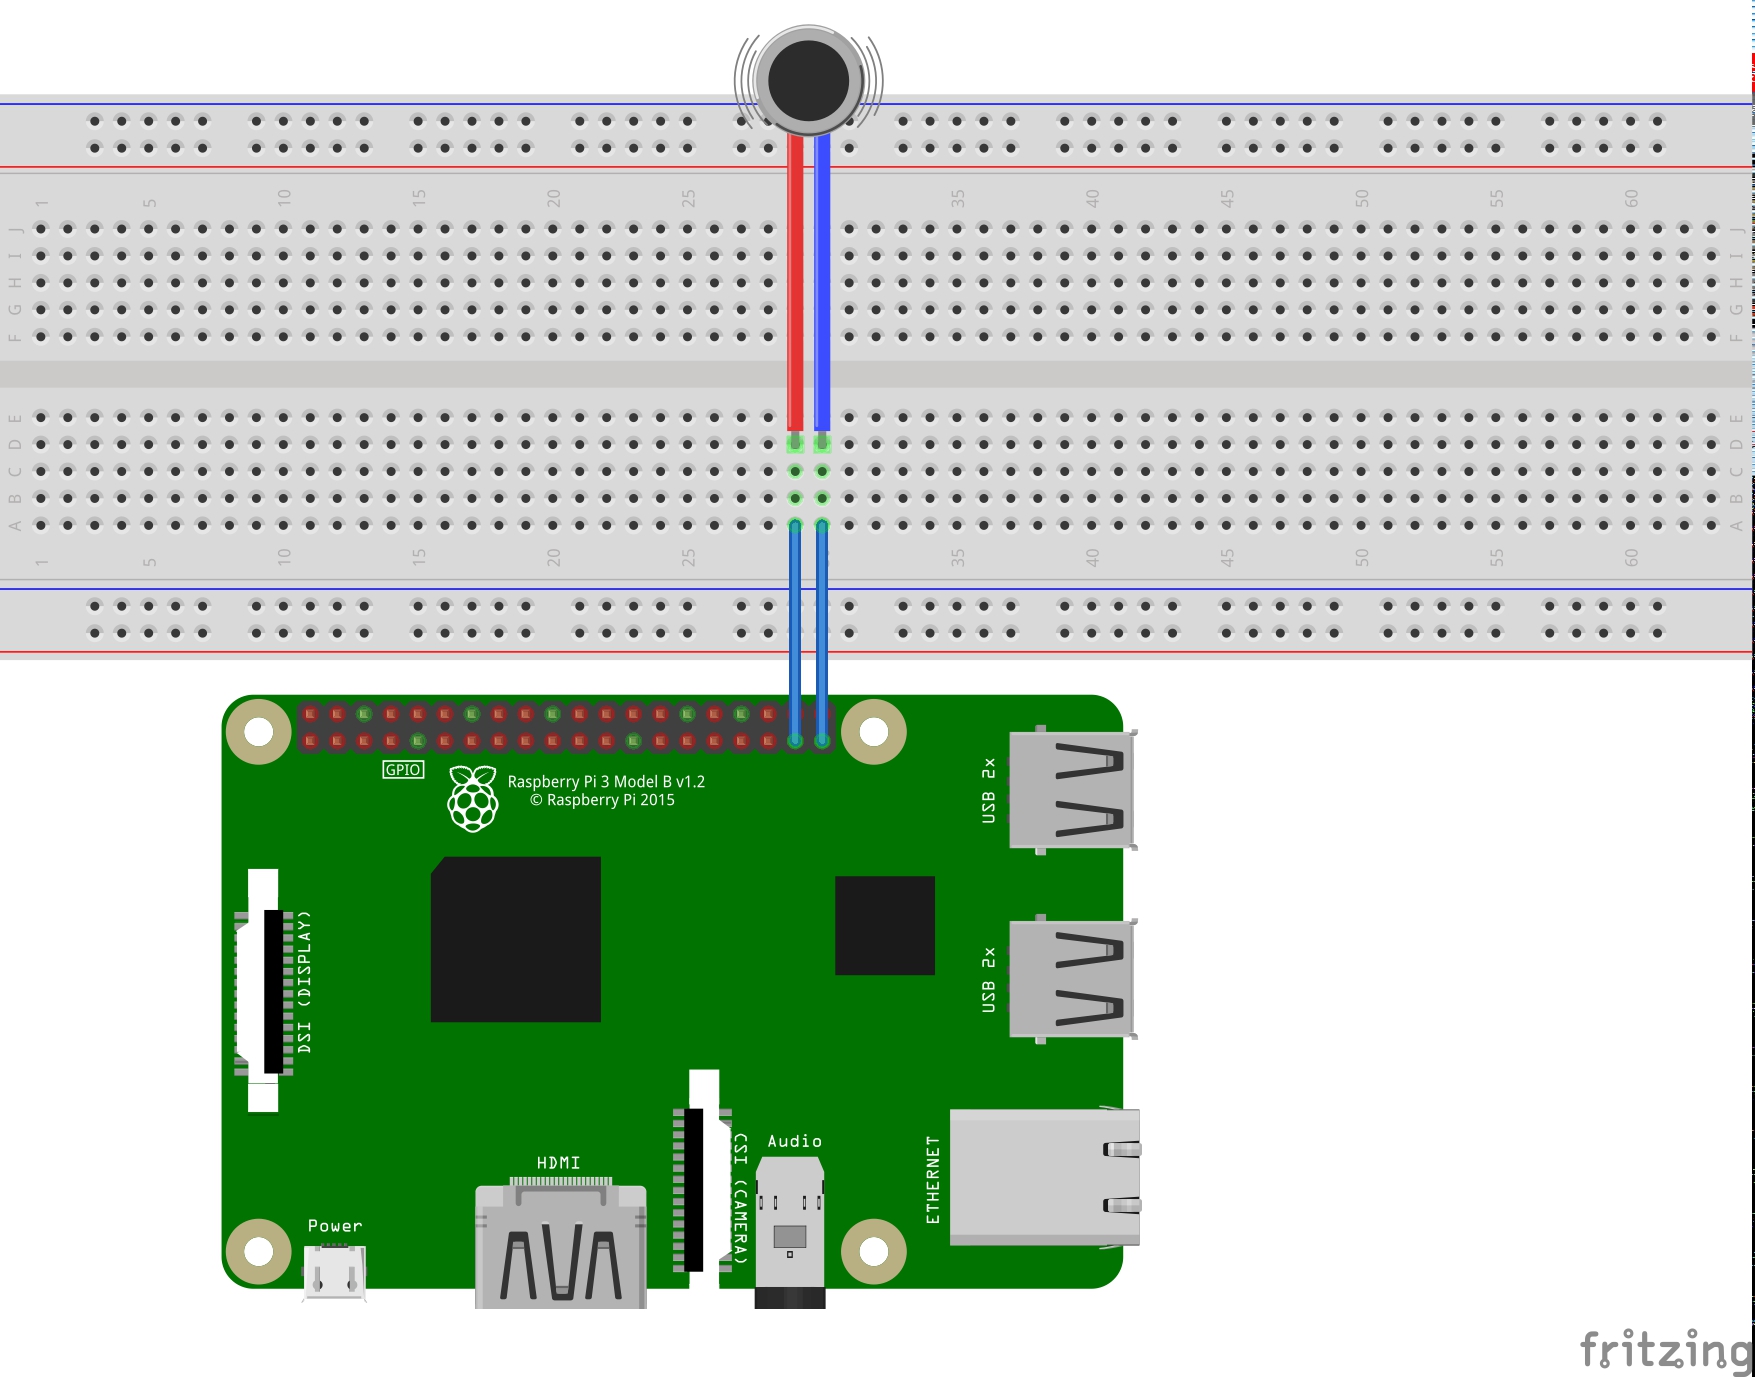 1 5 10 15 20 25 35 40 45 50 55 60
J J
I I
H H
G G
F F
E E
D D
C C
B B
A A
1 5 10 15 20 25 35 40 45 50 55 60
GPIO
Raspberry Pi 3 Model B v1.2
© Raspberry Pi 2015
USB 2x
DSI (DISPLAY)
USB 2x
Audio
CSI (CAMERA)
ETHERNET
HDMI
Power
fritzing